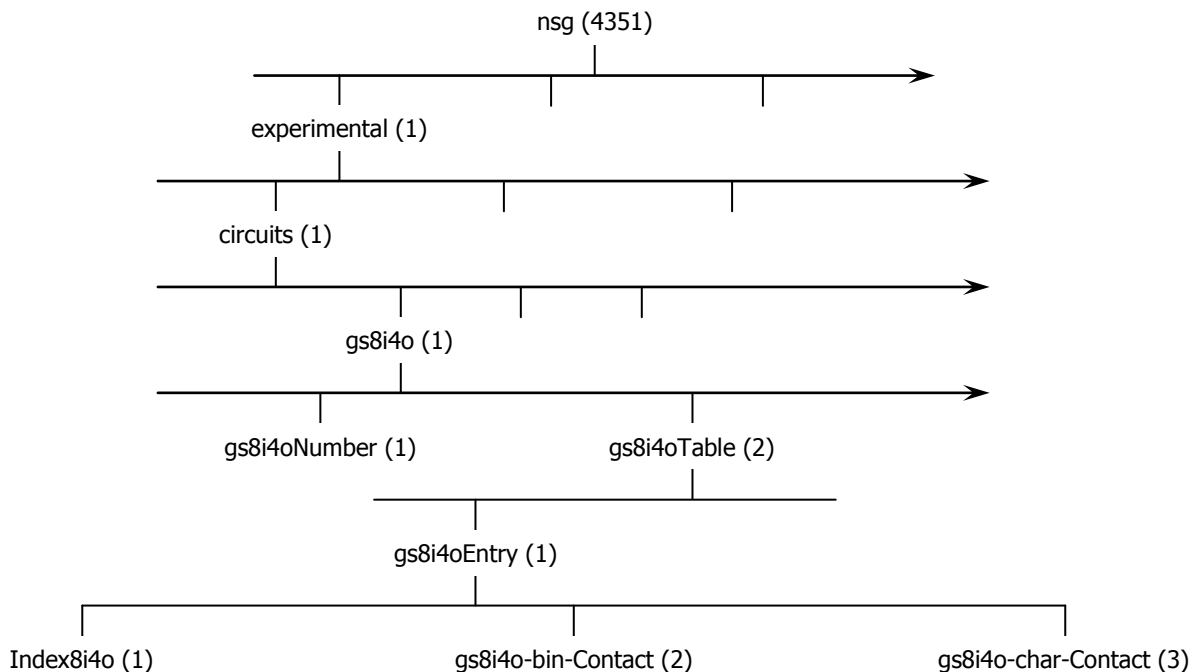 nsg (4351)
experimental (1)
circuits (1)
gs8i4o (1)
gs8i4oNumber (1) gs8i4oTable (2)
gs8i4oEntry (1)
Index8i4o (1) gs8i4o-bin-Contact (2) gs8i4o-char-Contact (3)